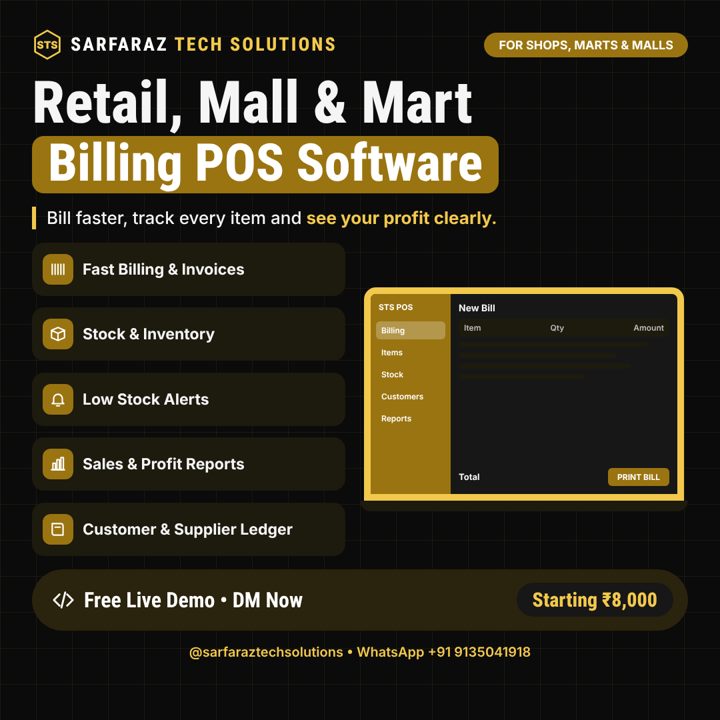 STS SARFARAZ TECH SOLUTIONS
FOR SHOPS, MARTS & MALLS
Retail, Mall & Mart
Billing POS Software
Bill faster, track every item and see your profit clearly.
Fast Billing & Invoices
Stock & Inventory
Low Stock Alerts
Sales & Profit Reports
Customer & Supplier Ledger
STS POS
Billing
Items
Stock
Customers
Reports
New Bill
Item Qty Amount
Total
PRINT BILL
Free Live Demo • DM Now
Starting ₹8,000
@sarfaraztechsolutions • WhatsApp +91 9135041918